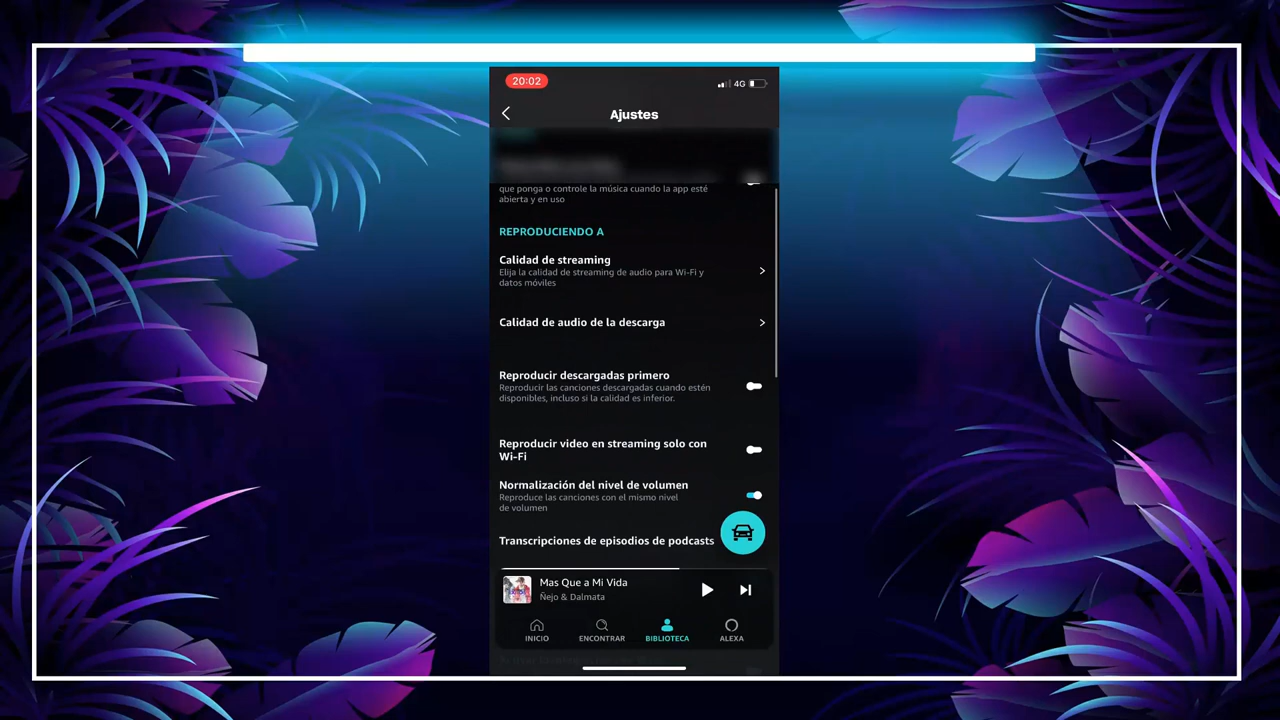 20:02
4G
Ajustes
que ponga o controle la música cuando la app esté
abierta y en uso
REPRODUCIENDO A
Calidad de streaming
Elija la calidad de streaming de audio para Wi-Fi y
datos móviles
Calidad de audio de la descarga
Reproducir descargadas primero
Reproducir las canciones descargadas cuando estén
disponibles, incluso si la calidad es inferior.
Reproducir video en streaming solo con
Wi-Fi
Normalización del nivel de volumen
Reproduce las canciones con el mismo nivel
de volumen
Transcripciones de episodios de podcasts
Mas Que a Mi Vida
Ñejo & Dalmata
INICIO
ENCONTRAR
BIBLIOTECA
ALEXA